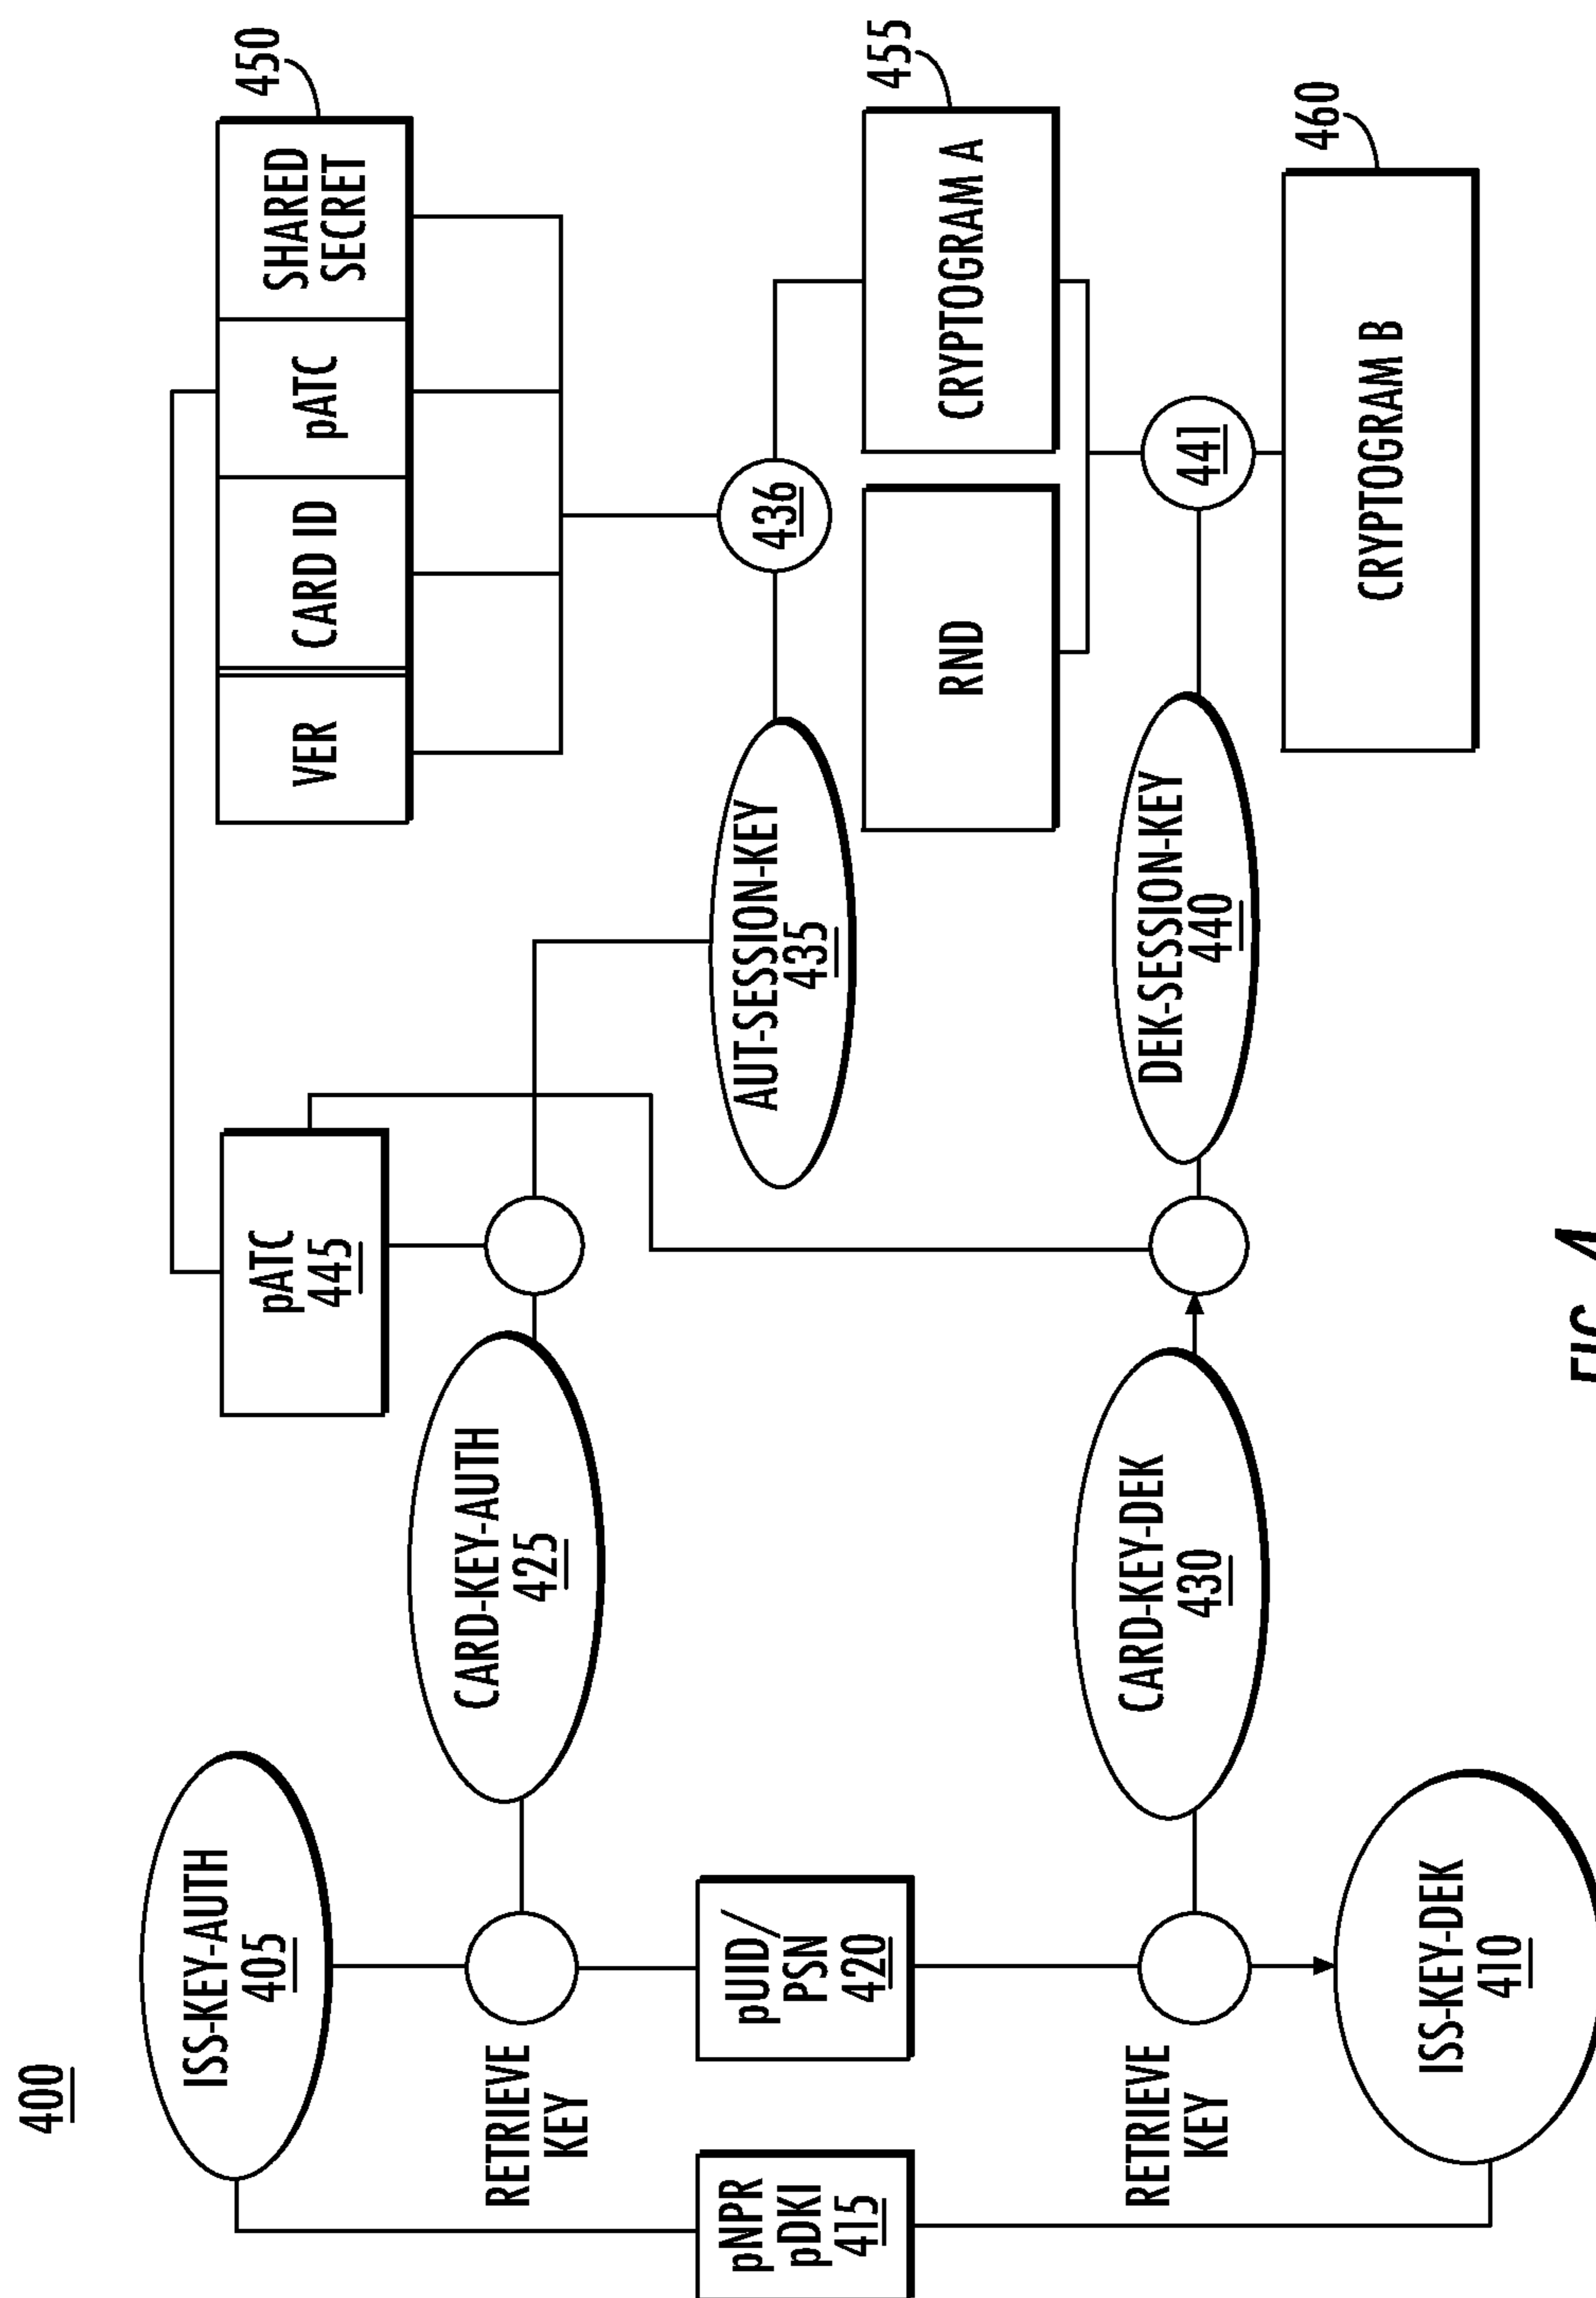 400
ISS-KEY-AUTH
405
pNPR
pDKI
415
RETRIEVE
KEY
pUID/
PSN
420
RETRIEVE
KEY
ISS-KEY-DEK
410
CARD-KEY-AUTH
425
CARD-KEY-DEK
430
pATC
445
AUT-SESSION-KEY
435
DEK-SESSION-KEY
440
VER
CARD ID
pATC
SHARED
SECRET
450
436
RND
CRYPTOGRAM A
455
441
CRYPTOGRAM B
460
FIG. 4